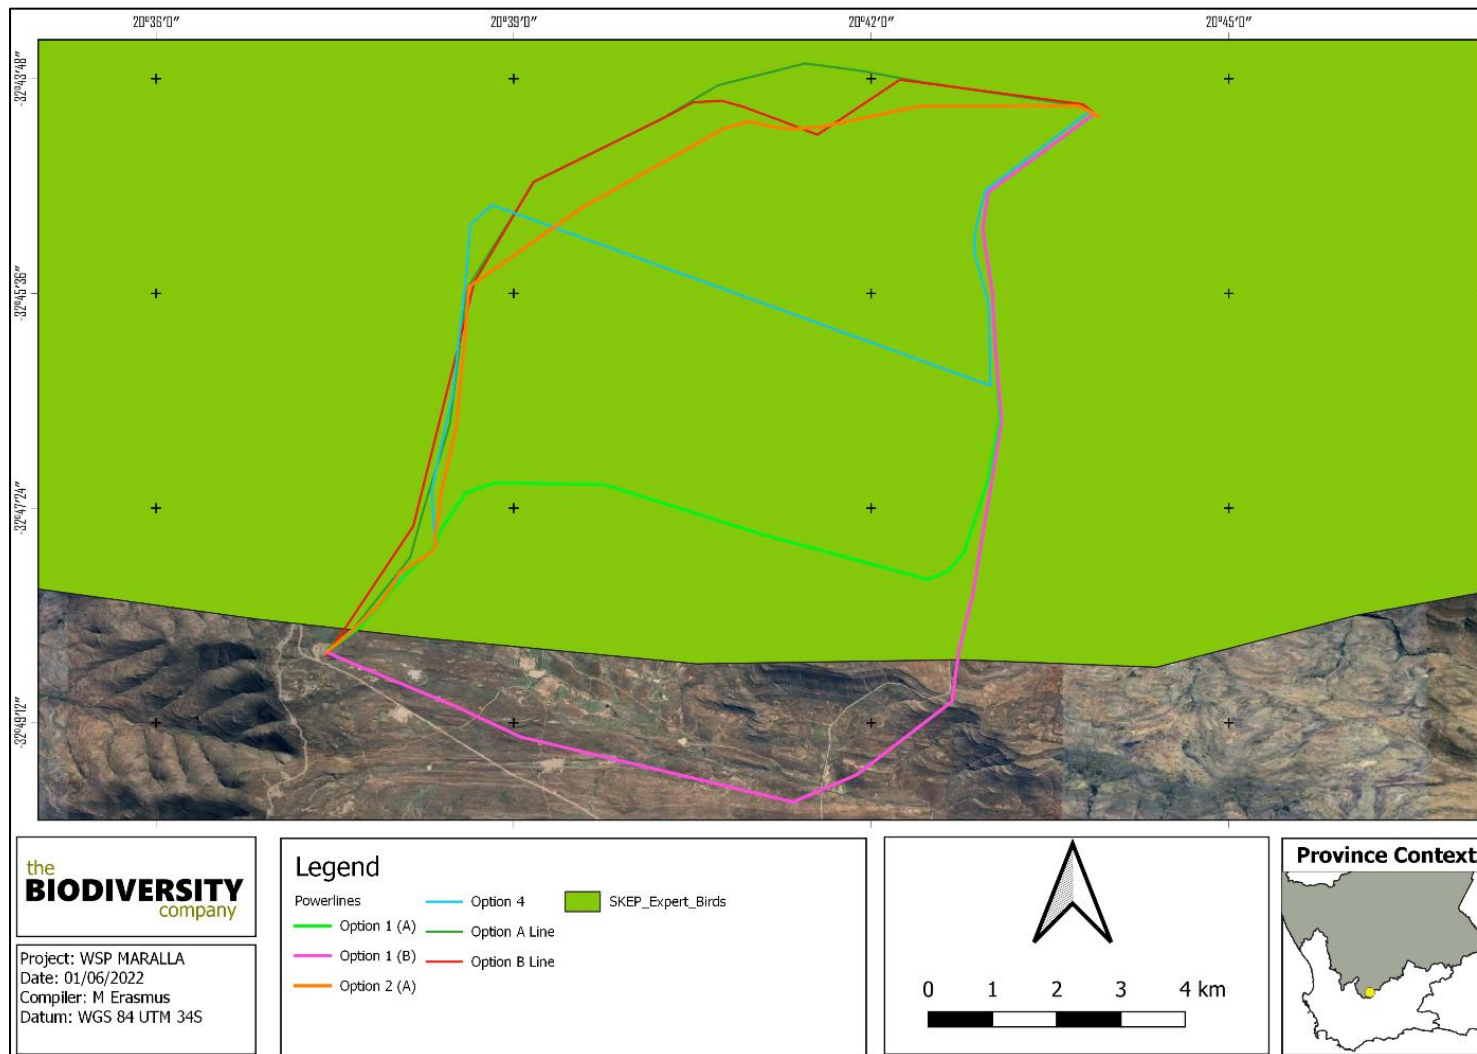 20°36′0″ 20°39′0″ 20°42′0″ 20°45′0″
-32°43′48″
-32°45′36″
-32°47′24″
-32°49′12″
the
BIODIVERSITY
company
Project: WSP MARALLA
Date: 01/06/2022
Compiler: M Erasmus
Datum: WGS 84 UTM 34S
Legend
Powerlines
Option 1 (A)
Option 1 (B)
Option 2 (A)
Option 4
Option A Line
Option B Line
SKEP_Expert_Birds
0 1 2 3 4 km
Province Context